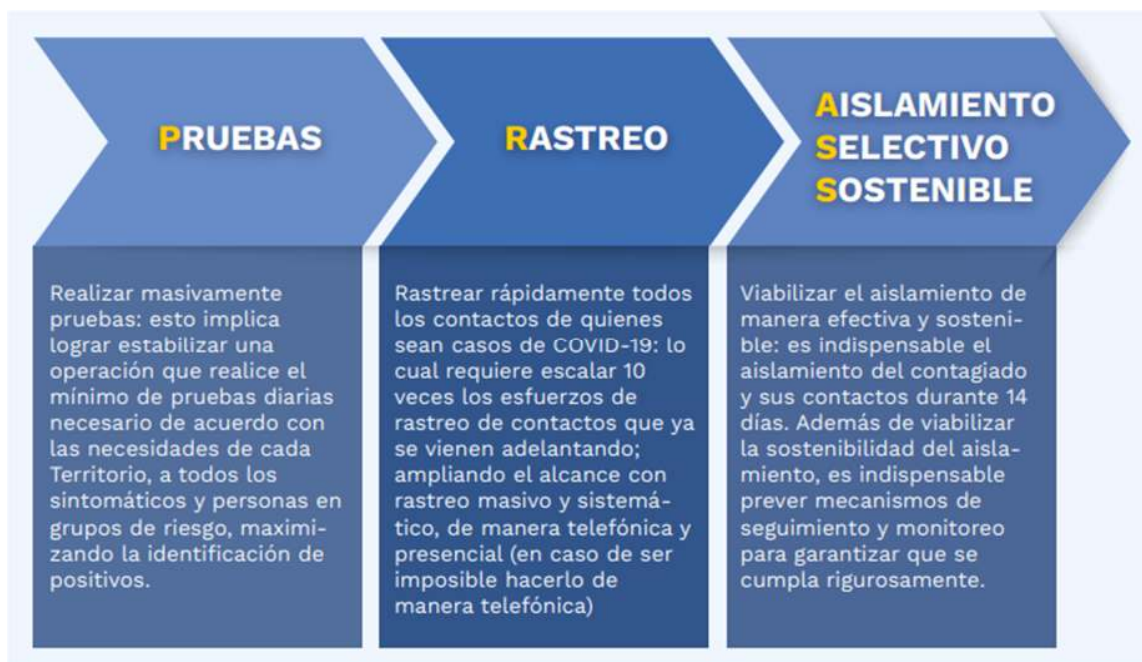 PRUEBAS
Realizar masivamente
pruebas: esto implica
lograr estabilizar una
operación que realice el
mínimo de pruebas diarias
necesario de acuerdo con
las necesidades de cada
Territorio, a todos los
sintomáticos y personas en
grupos de riesgo, maximi-
zando la identificación de
positivos.
RASTREO
Rastrear rápidamente todos
los contactos de quienes
sean casos de COVID-19: lo
cual requiere escalar 10
veces los esfuerzos de
rastreo de contactos que ya
se vienen adelantando;
ampliando el alcance con
rastreo masivo y sistemá-
tico, de manera telefónica y
presencial (en caso de ser
imposible hacerlo de
manera telefónica)
AISLAMIENTO
SELECTIVO
SOSTENIBLE
Viabilizar el aislamiento de
manera efectiva y sosteni-
ble: es indispensable el
aislamiento del contagiado
y sus contactos durante 14
días. Además de viabilizar
la sostenibilidad del aisla-
miento, es indispensable
prever mecanismos de
seguimiento y monitoreo
para garantizar que se
cumpla rigurosamente.